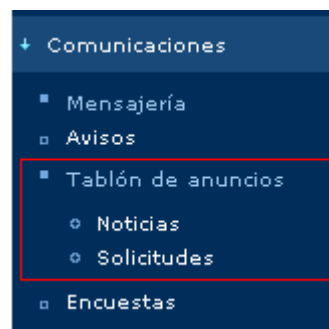 Comunicaciones
Mensajería
Avisos
Tablón de anuncios
Noticias
Solicitudes
Encuestas